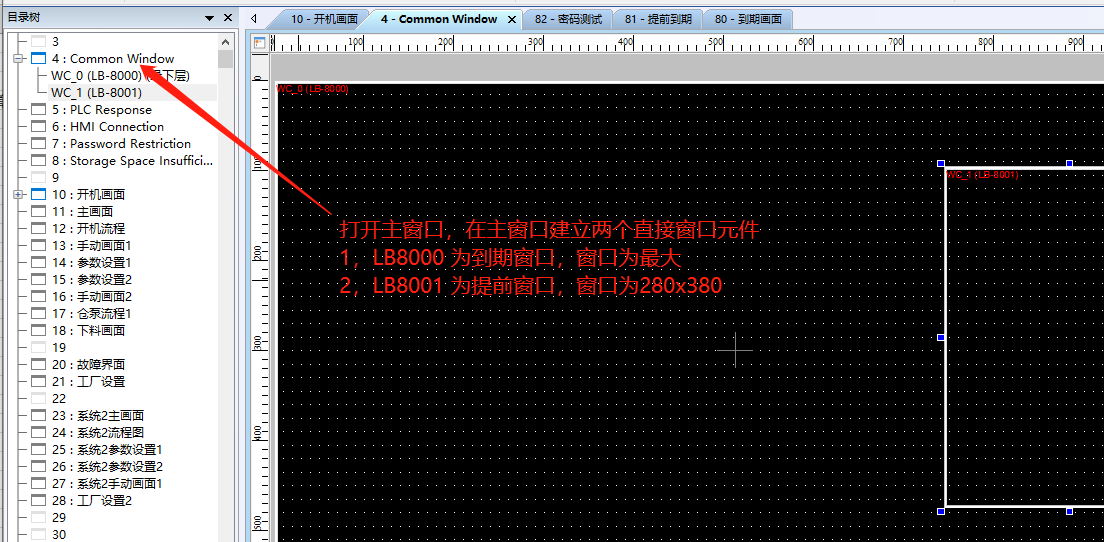 目录树
10 - 开机画面
4 - Common Window
82 - 密码测试
81 - 提前到期
80 - 到期画面
3
4 : Common Window
WC_0 (LB-8000)
WC_1 (LB-8001)
5 : PLC Response
6 : HMI Connection
7 : Password Restriction
8 : Storage Space Insuffici...
9
10 : 开机画面
11 : 主画面
12 : 开机流程
13 : 手动画面1
14 : 参数设置1
15 : 参数设置2
16 : 手动画面2
17 : 仓泵流程1
18 : 下料画面
19
20 : 故障界面
21 : 工厂设置
22
23 : 系统2主画面
24 : 系统2流程图
25 : 系统2参数设置1
26 : 系统2参数设置2
27 : 系统2手动画面1
28 : 工厂设置2
29
30
0 100 200 300 400 500 600 700 800 900
0
100
200
300
400
500
WC_0 (LB-8000)
WC_1 (LB-8001)
打开主窗口，在主窗口建立两个直接窗口元件
1，LB8000 为到期窗口，窗口为最大
2，LB8001 为提前窗口，窗口为280x380